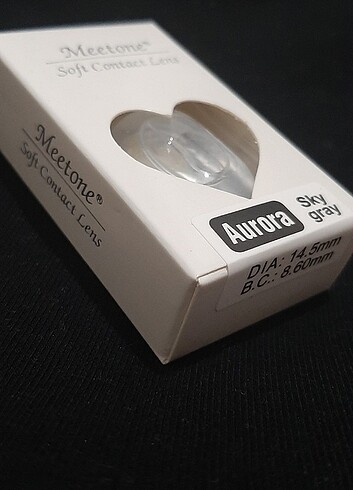 Meetone®
Soft Contact Lens
Meetone®
Soft Contact Lens
Aurora
Sky
gray
DIA: 14.5mm
B.C.: 8.60mm